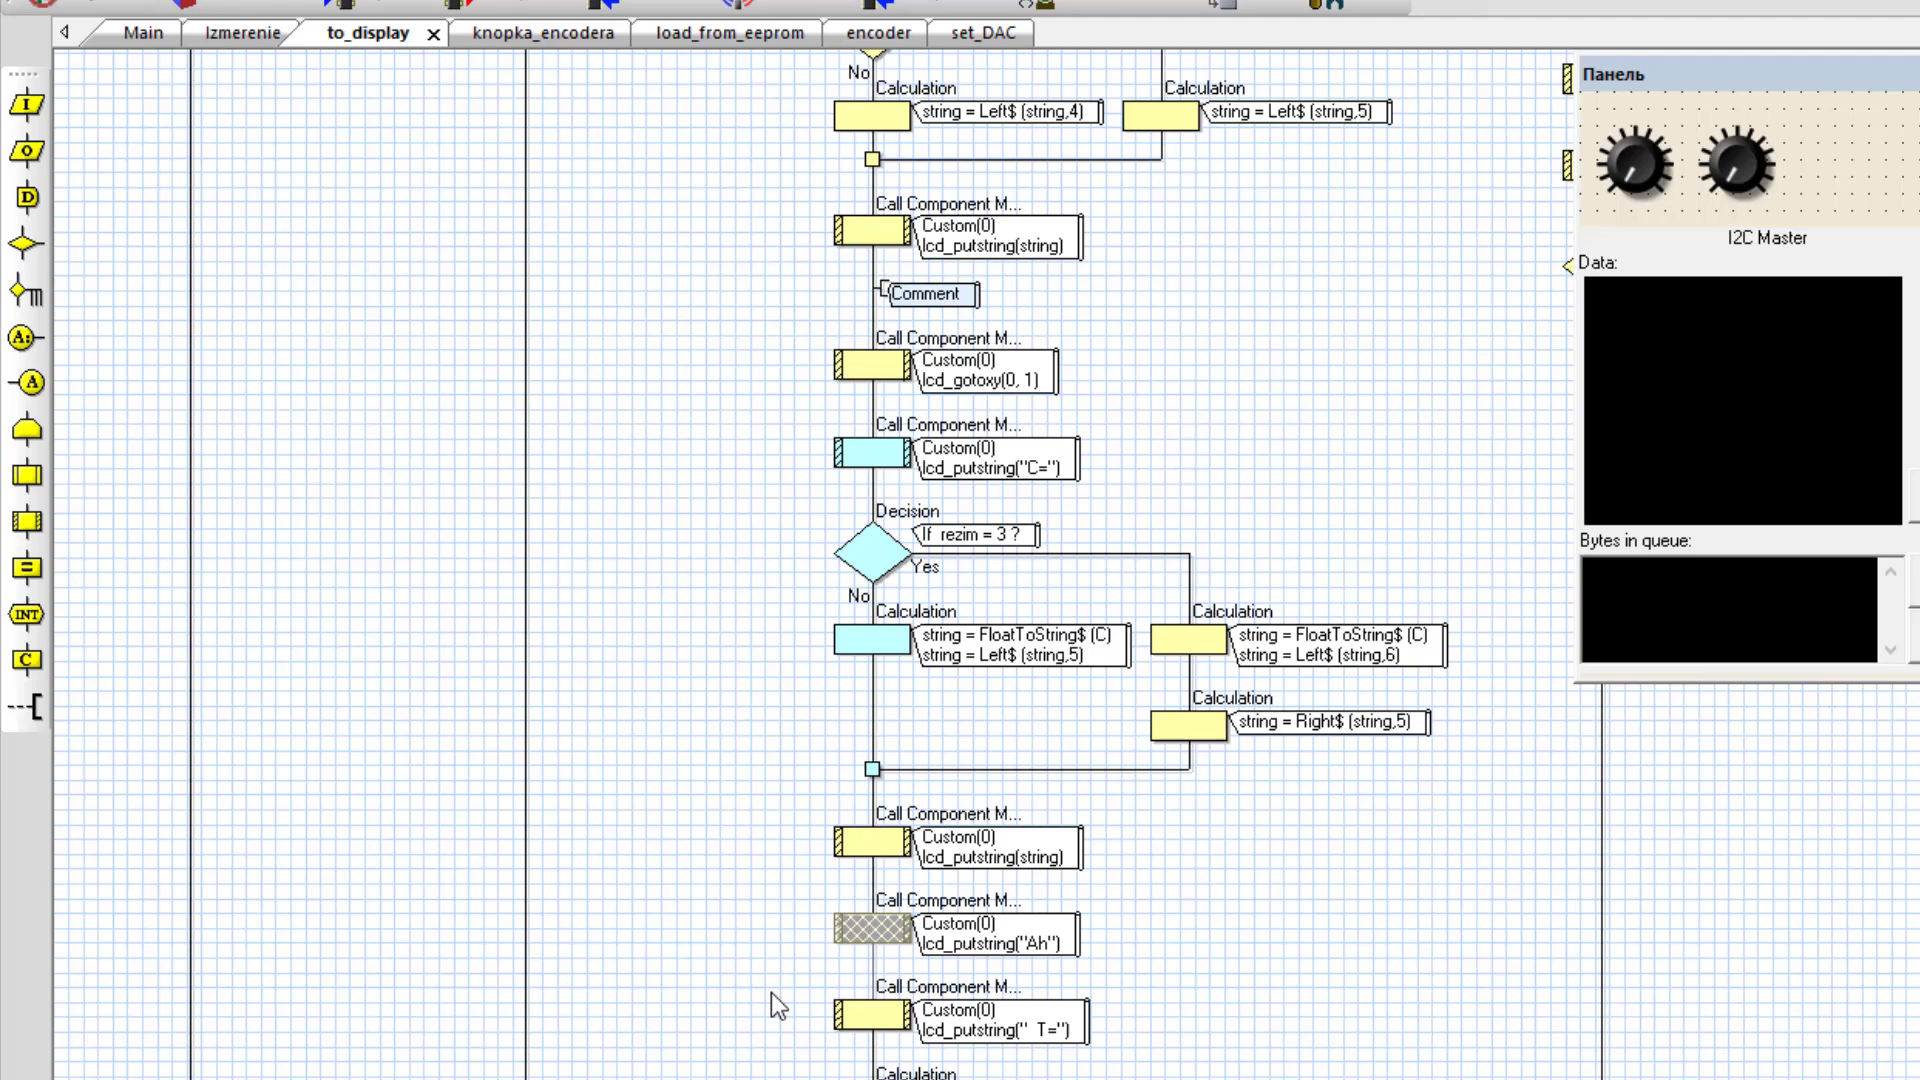 Main
Izmerenie
to_display
knopka_encodera
load_from_eeprom
encoder
set_DAC
No
Calculation
string = Left$ (string,4)
Calculation
string = Left$ (string,5)
Call Component M...
Custom(0)
lcd_putstring(string)
Comment
Call Component M...
Custom(0)
lcd_gotoxy(0, 1)
Call Component M...
Custom(0)
lcd_putstring("C=")
Decision
If rezim = 3 ?
Yes
No
Calculation
string = FloatToString$ (C)
string = Left$ (string,5)
Calculation
string = FloatToString$ (C)
string = Left$ (string,6)
Calculation
string = Right$ (string,5)
Call Component M...
Custom(0)
lcd_putstring(string)
Call Component M...
Custom(0)
lcd_putstring("Ah")
Call Component M...
Custom(0)
lcd_putstring("  T=")
Calculation
Панель
I2C Master
Data:
Bytes in queue:
I
O
D
A:
A
=
INT
C